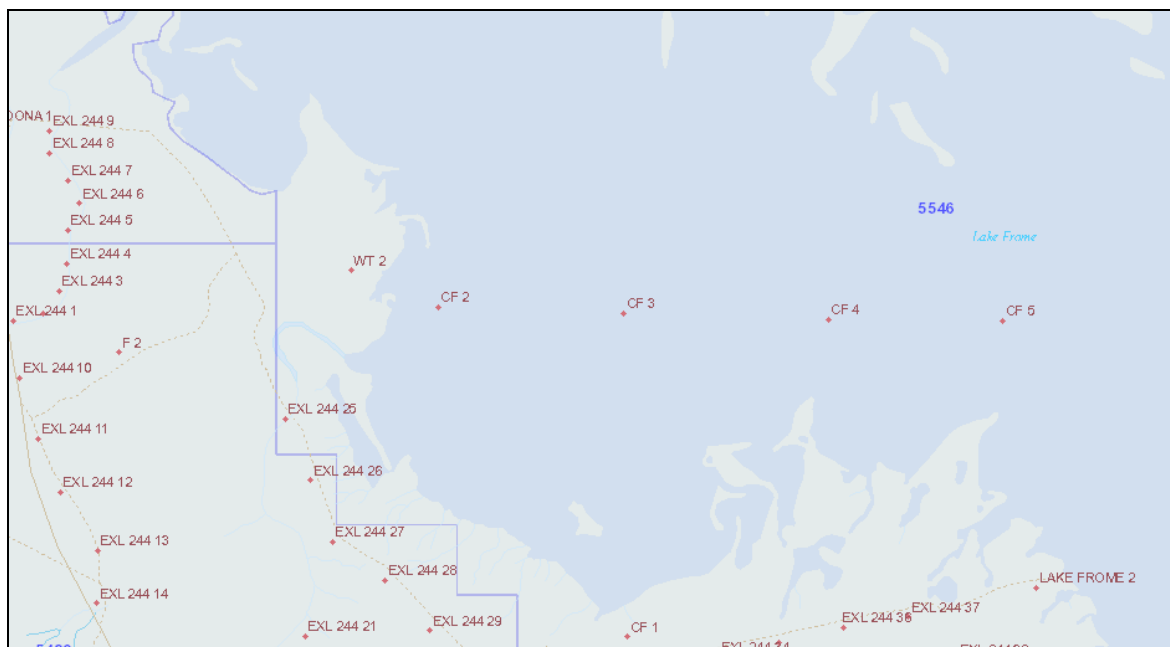 DONA 1
EXL 244 9
EXL 244 8
EXL 244 7
EXL 244 6
5546
EXL 244 5
Lake Frome
EXL 244 4
WT 2
EXL 244 3
CF 2
CF 3
CF 4
CF 5
EXL 244 1
F 2
EXL 244 10
EXL 244 25
EXL 244 11
EXL 244 26
EXL 244 12
EXL 244 27
EXL 244 13
EXL 244 28
LAKE FROME 2
EXL 244 14
EXL 244 37
EXL 244 36
EXL 244 21
EXL 244 29
CF 1